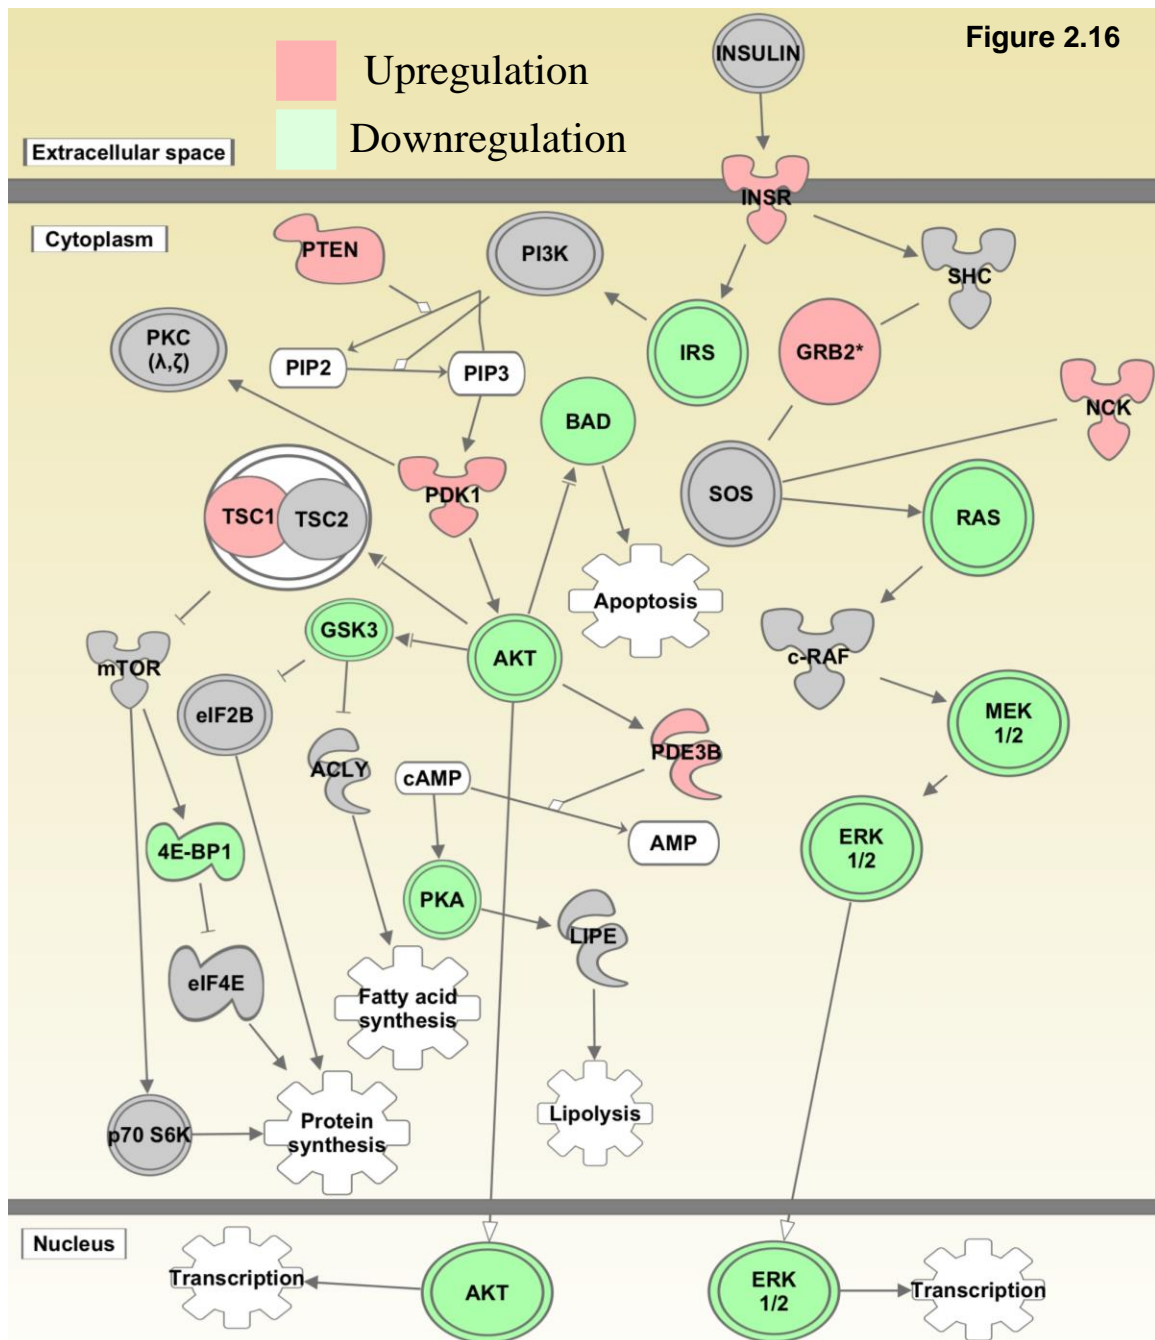 Figure 2.16
INSULIN
Upregulation
Downregulation
Extracellular space
INSR
Cytoplasm
PTEN
PI3K
SHC
PKC
(λ,ζ)
PIP2
PIP3
IRS
GRB2*
NCK
BAD
PDK1
SOS
RAS
TSC1
TSC2
Apoptosis
GSK3
AKT
c-RAF
mTOR
eIF2B
MEK
1/2
ACLY
PDE3B
cAMP
AMP
4E-BP1
ERK
1/2
PKA
LIPE
eIF4E
Fatty acid
synthesis
Lipolysis
p70 S6K
Protein
synthesis
Nucleus
Transcription
AKT
ERK
1/2
Transcription